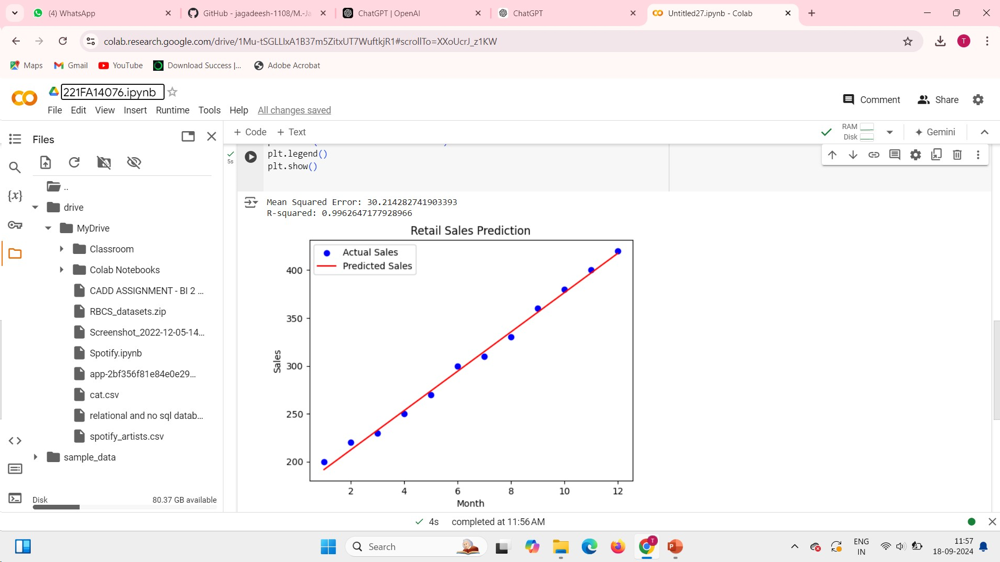 (4) WhatsApp
GitHub - jagadeesh-1108/M.-Ja
ChatGPT | OpenAI
ChatGPT
Untitled27.ipynb - Colab
colab.research.google.com/drive/1Mu-tSGLLIxA1B37m5ZitxUT7WuftkjR1#scrollTo=XXoUcrJ_z1KW
T
Maps
Gmail
YouTube
Download Success |...
Adobe Acrobat
221FA14076.ipynb
File Edit View Insert Runtime Tools Help All changes saved
Comment
Share
Files
+ Code + Text
RAM
Disk
Gemini
5s
plt.legend()
plt.show()
{x}
..
drive
MyDrive
Classroom
Colab Notebooks
CADD ASSIGNMENT - BI 2 ...
RBCS_datasets.zip
Screenshot_2022-12-05-14...
Spotify.ipynb
app-2bf356f81e84e0e29...
cat.csv
relational and no sql datab...
spotify_artists.csv
sample_data
Disk 80.37 GB available
Mean Squared Error: 30.214282741903393
R-squared: 0.9962647177928966
Retail Sales Prediction
Actual Sales
Predicted Sales
400
350
300
250
200
Sales
2 4 6 8 10 12
Month
4s completed at 11:56 AM
Search
T
P
ENG
IN
11:57
18-09-2024